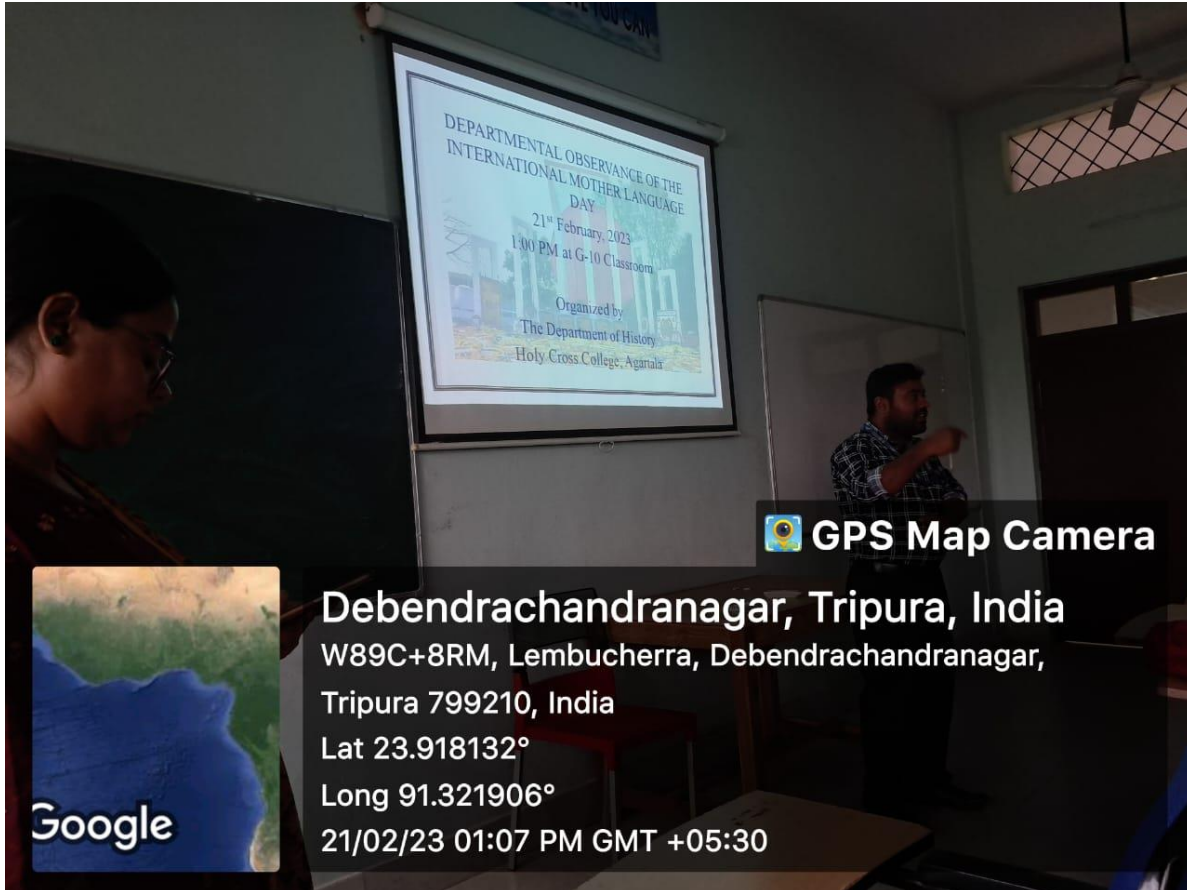 YOU CAN
DEPARTMENTAL OBSERVANCE OF THE
INTERNATIONAL MOTHER LANGUAGE
DAY
21st February, 2023
1:00 PM at G-10 Classroom
Organized by
The Department of History
Holy Cross College, Agartala
GPS Map Camera
Debendrachandranagar, Tripura, India
W89C+8RM, Lembucherra, Debendrachandranagar,
Tripura 799210, India
Lat 23.918132°
Long 91.321906°
21/02/23 01:07 PM GMT +05:30
Google